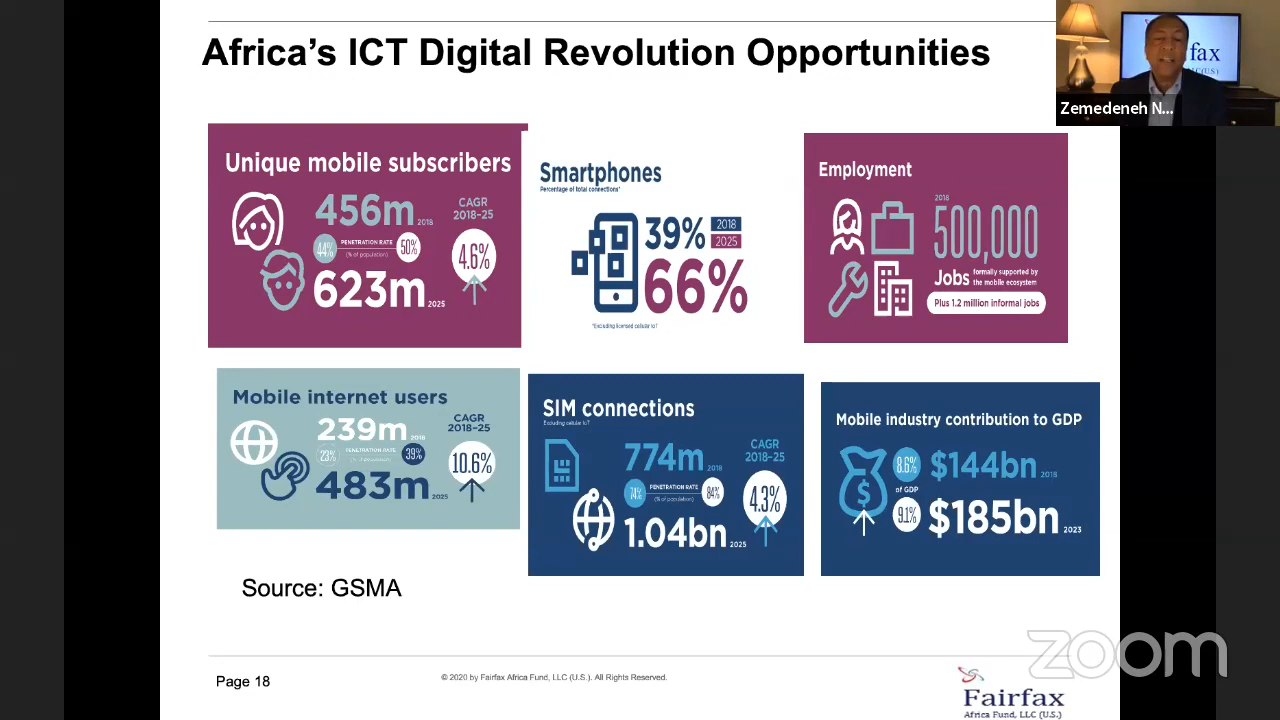 Africa's ICT Digital Revolution Opportunities
fax
Zemedeneh N...
Unique mobile subscribers
456m 2018
44% PENETRATION RATE (% of population) 50%
623m 2025
CAGR
2018-25
4.6%
Smartphones
Percentage of total connections*
39% 2018
2025
66%
*Excluding licensed cellular IoT
Employment
2018
500,000
Jobs formally supported by
the mobile ecosystem
Plus 1.2 million informal jobs
Mobile internet users
239m 2018
23% PENETRATION RATE 39%
483m 2025
CAGR
2018-25
10.6%
SIM connections
Excluding cellular IoT
774m 2018
74% PENETRATION RATE (% of population) 84%
1.04bn 2025
CAGR
2018-25
4.3%
Mobile industry contribution to GDP
8.6% $144bn 2018
of GDP
9.1% $185bn 2023
Source: GSMA
zoom
Page 18
© 2020 by Fairfax Africa Fund, LLC (U.S.). All Rights Reserved.
Fairfax
Africa Fund, LLC (U.S.)